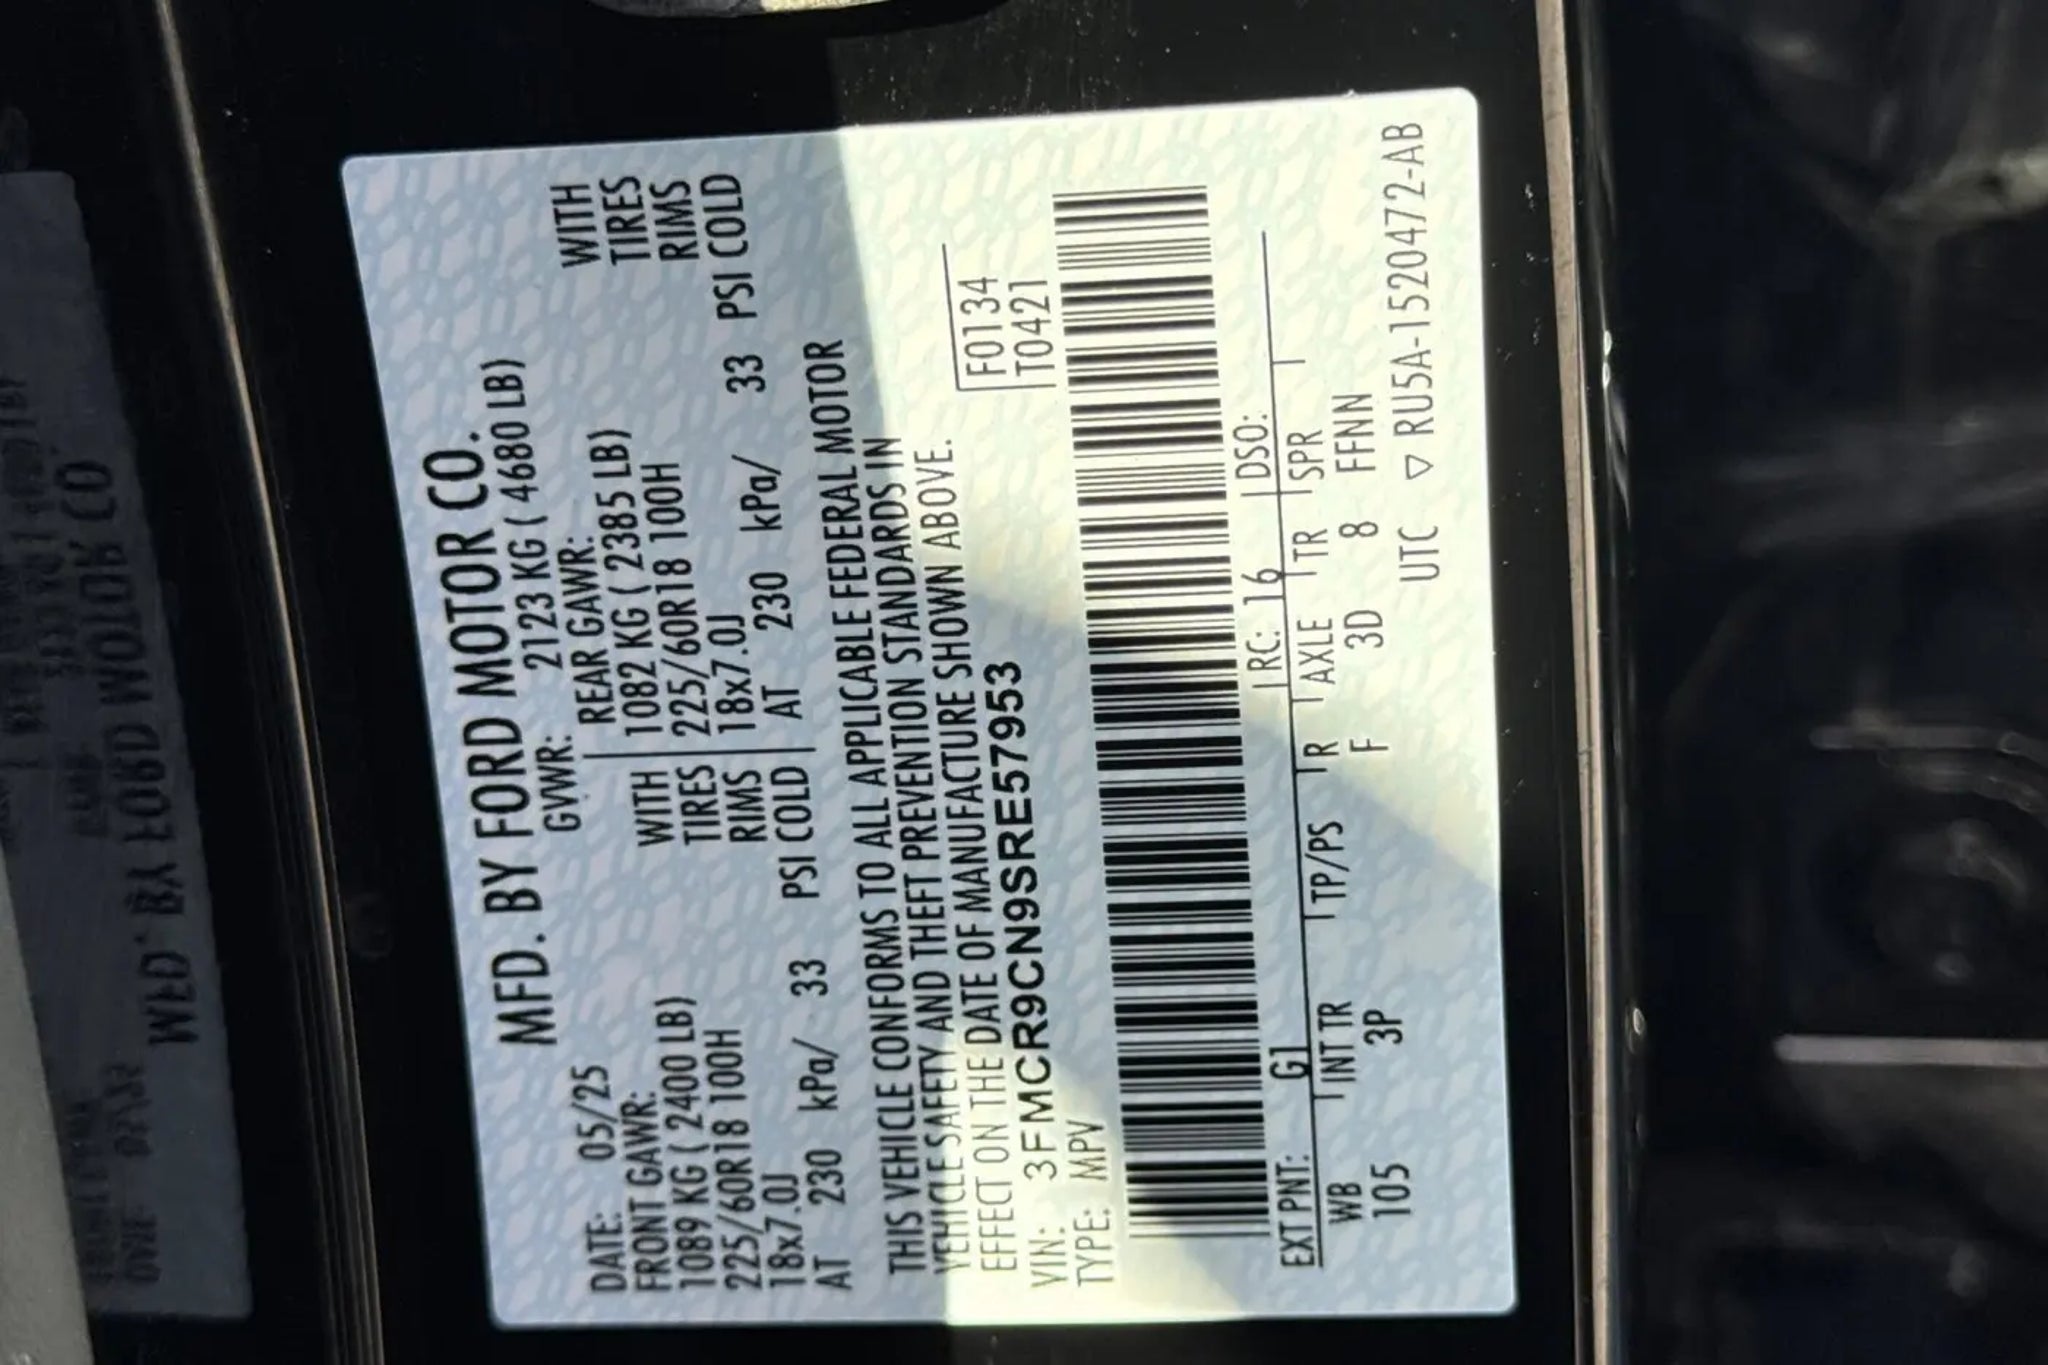 MFD. BY FORD MOTOR CO.
DATE: 05/25 GVWR: 2123 KG ( 4680 LB)
FRONT GAWR: REAR GAWR:
1089 KG ( 2400 LB) WITH 1082 KG ( 2385 LB) WITH
225/60R18 100H TIRES 225/60R18 100H TIRES
18x7.0J RIMS 18x7.0J RIMS
AT 230 kPa/ 33 PSI COLD AT 230 kPa/ 33 PSI COLD
THIS VEHICLE CONFORMS TO ALL APPLICABLE FEDERAL MOTOR
VEHICLE SAFETY AND THEFT PREVENTION STANDARDS IN
EFFECT ON THE DATE OF MANUFACTURE SHOWN ABOVE.
VIN: 3FMCR9CN9SRE57953 F0134
TYPE: MPV T0421
EXT PNT: G1 RC: 16 DSO:
WB INT TR TP/PS R AXLE TR SPR
105 3P F 3D 8 FFNN
UTC ▽ RU5A-1520472-AB
MFD. BY FORD MOTOR CO